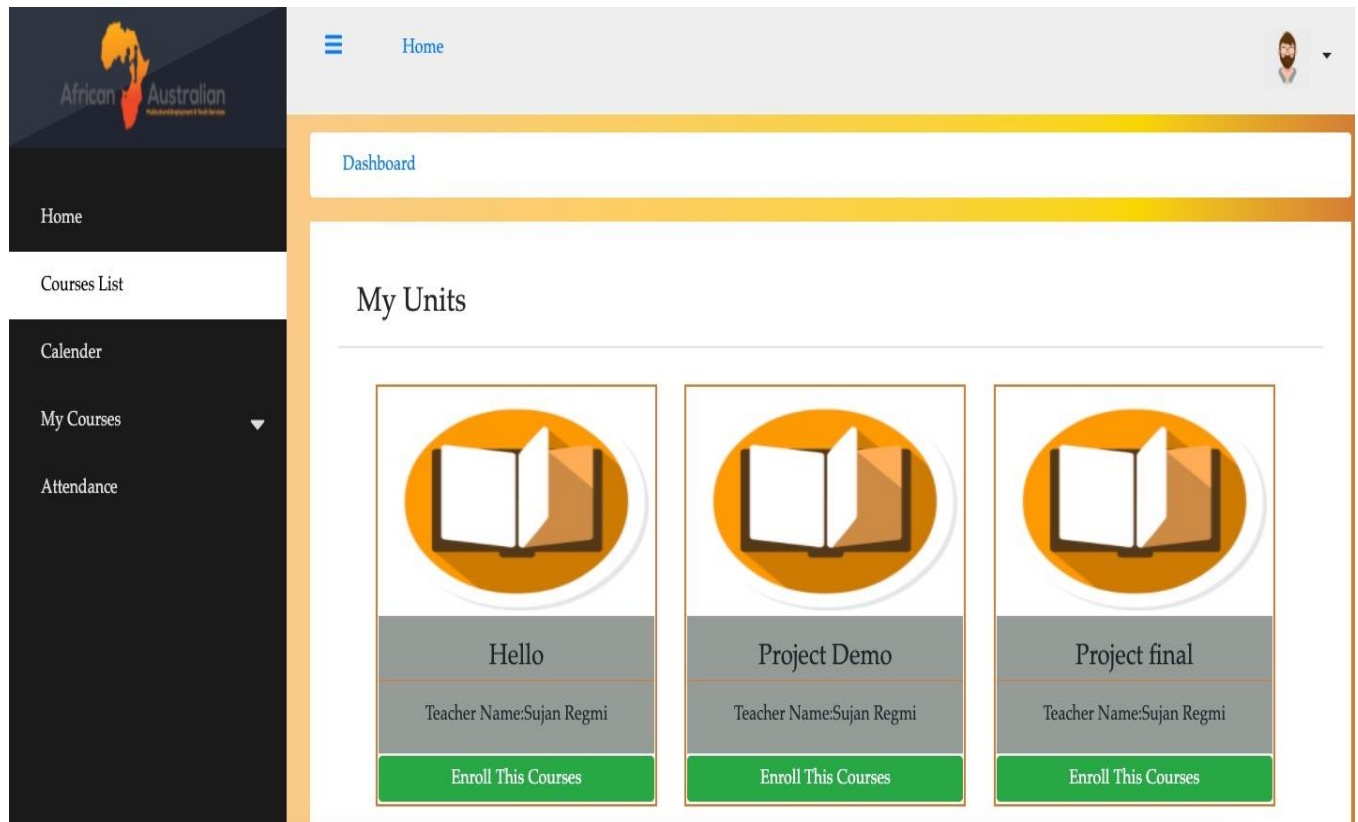 African Australian
Home
Home
Courses List
Calender
My Courses
Attendance
Dashboard
My Units
Hello
Teacher Name:Sujan Regmi
Enroll This Courses
Project Demo
Teacher Name:Sujan Regmi
Enroll This Courses
Project final
Teacher Name:Sujan Regmi
Enroll This Courses